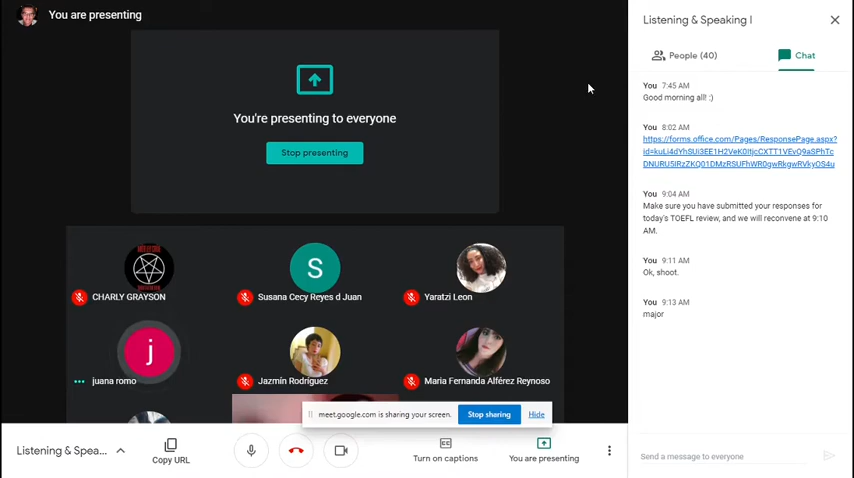 You are presenting
You're presenting to everyone
Stop presenting
CHARLY GRAYSON
S
Susana Cecy Reyes d Juan
Yaratzi Leon
j
juana romo
Jazmín Rodríguez
Maria Fernanda Alférez Reynoso
meet.google.com is sharing your screen.
Stop sharing
Hide
Listening & Spea...
Copy URL
Turn on captions
You are presenting
Listening & Speaking I
People (40)
Chat
You 7:45 AM
Good morning all! :)
You 8:02 AM
https://forms.office.com/Pages/ResponsePage.aspx?
You 9:04 AM
Make sure you have submitted your responses for
today's TOEFL review, and we will reconvene at 9:10
AM.
You 9:11 AM
Ok, shoot.
You 9:13 AM
major
Send a message to everyone